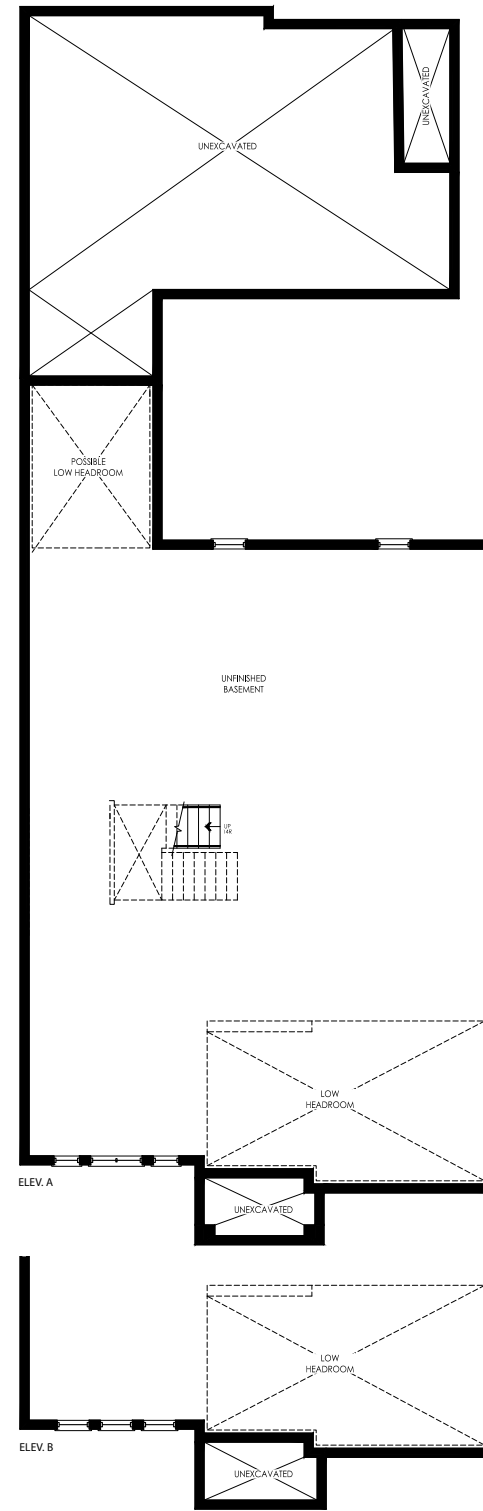 UNEXCAVATED
UNEXCAVATED
POSSIBLE
LOW HEADROOM
UNFINISHED
BASEMENT
UP
14R
LOW
HEADROOM
ELEV. A
UNEXCAVATED
LOW
HEADROOM
ELEV. B
UNEXCAVATED